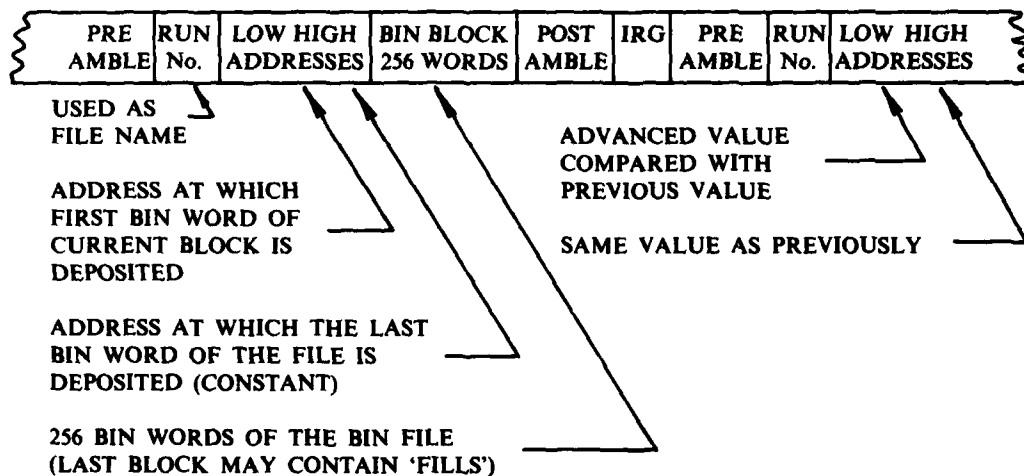 PRE AMBLE
RUN No.
LOW HIGH ADDRESSES
BIN BLOCK 256 WORDS
POST AMBLE
IRG
PRE AMBLE
RUN No.
LOW HIGH ADDRESSES
USED AS
FILE NAME
ADDRESS AT WHICH
FIRST BIN WORD OF
CURRENT BLOCK IS
DEPOSITED
ADDRESS AT WHICH THE LAST
BIN WORD OF THE FILE IS
DEPOSITED (CONSTANT)
256 BIN WORDS OF THE BIN FILE
(LAST BLOCK MAY CONTAIN 'FILLS')
ADVANCED VALUE
COMPARED WITH
PREVIOUS VALUE
SAME VALUE AS PREVIOUSLY